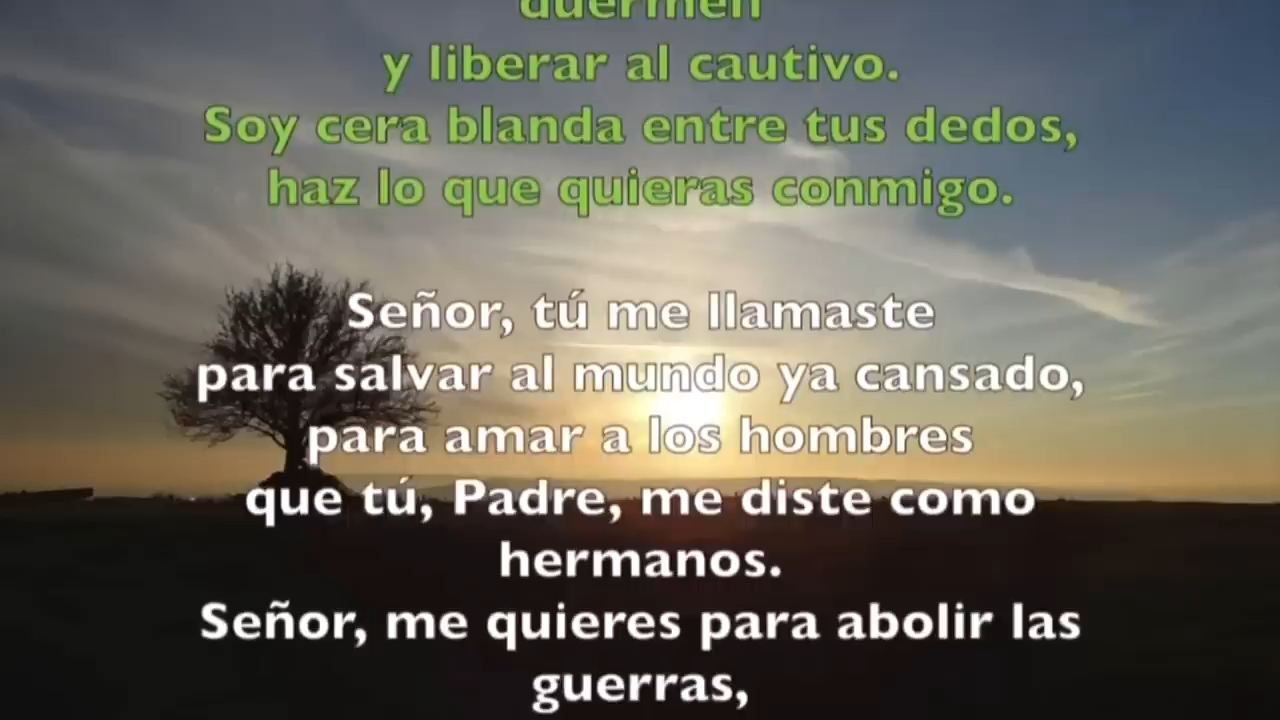 duermen
y liberar al cautivo.
Soy cera blanda entre tus dedos,
haz lo que quieras conmigo.
Señor, tú me llamaste
para salvar al mundo ya cansado,
para amar a los hombres
que tú, Padre, me diste como
hermanos.
Señor, me quieres para abolir las
guerras,